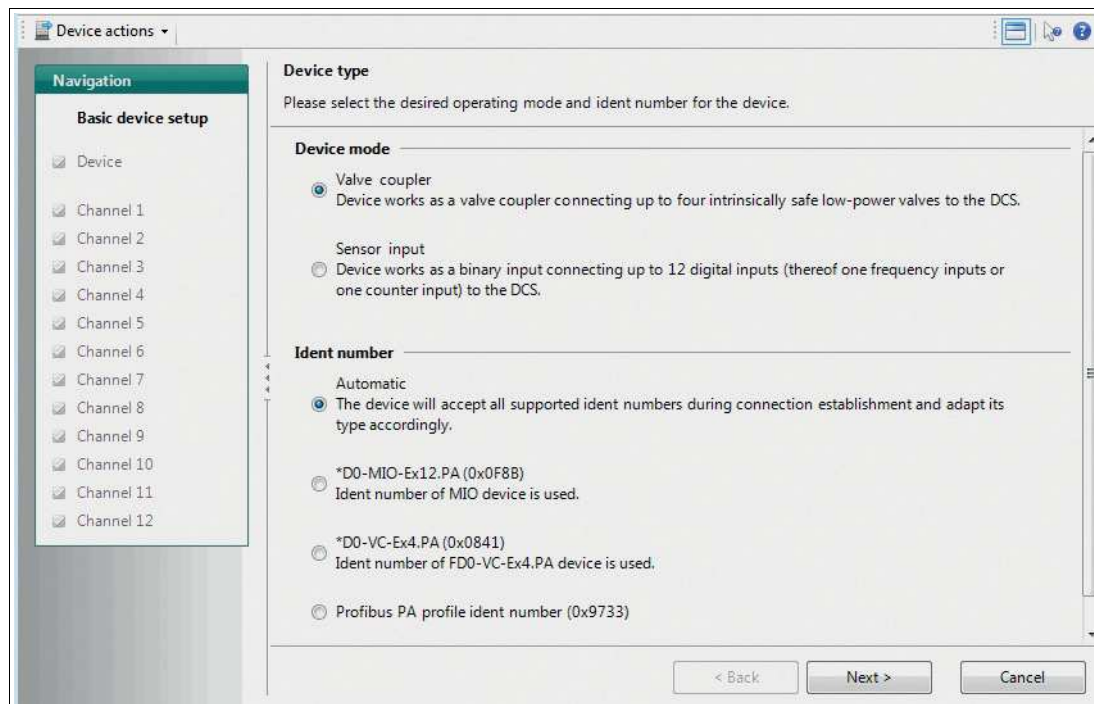 Device actions
Navigation
Basic device setup
Device
Channel 1
Channel 2
Channel 3
Channel 4
Channel 5
Channel 6
Channel 7
Channel 8
Channel 9
Channel 10
Channel 11
Channel 12
Device type
Please select the desired operating mode and ident number for the device.
Device mode
Valve coupler
Device works as a valve coupler connecting up to four intrinsically safe low-power valves to the DCS.
Sensor input
Device works as a binary input connecting up to 12 digital inputs (thereof one frequency inputs or
one counter input) to the DCS.
Ident number
Automatic
The device will accept all supported ident numbers during connection establishment and adapt its
type accordingly.
*D0-MIO-Ex12.PA (0x0F8B)
Ident number of MIO device is used.
*D0-VC-Ex4.PA (0x0841)
Ident number of FD0-VC-Ex4.PA device is used.
Profibus PA profile ident number (0x9733)
< Back
Next >
Cancel